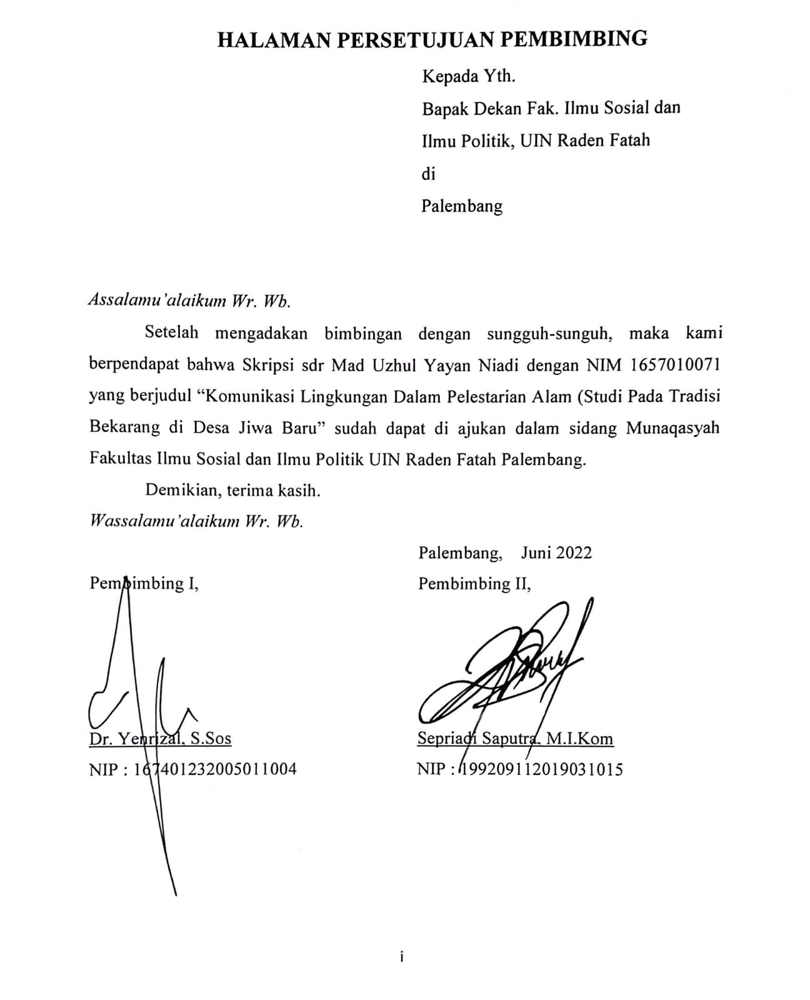 HALAMAN PERSETUJUAN PEMBIMBING
Kepada Yth.
Bapak Dekan Fak. Ilmu Sosial dan
Ilmu Politik, UIN Raden Fatah
di
Palembang
Assalamu’alaikum Wr. Wb.
Setelah mengadakan bimbingan dengan sungguh-sunguh, maka kami
berpendapat bahwa Skripsi sdr Mad Uzhul Yayan Niadi dengan NIM 1657010071
yang berjudul “Komunikasi Lingkungan Dalam Pelestarian Alam (Studi Pada Tradisi
Bekarang di Desa Jiwa Baru” sudah dapat di ajukan dalam sidang Munaqasyah
Fakultas Ilmu Sosial dan Ilmu Politik UIN Raden Fatah Palembang.
Demikian, terima kasih.
Wassalamu’alaikum Wr. Wb.
Palembang, Juni 2022
Pembimbing I,
Pembimbing II,
Dr. Yenrizal, S.Sos
Sepriadi Saputra, M.I.Kom
NIP : 167401232005011004
NIP : 199209112019031015
i